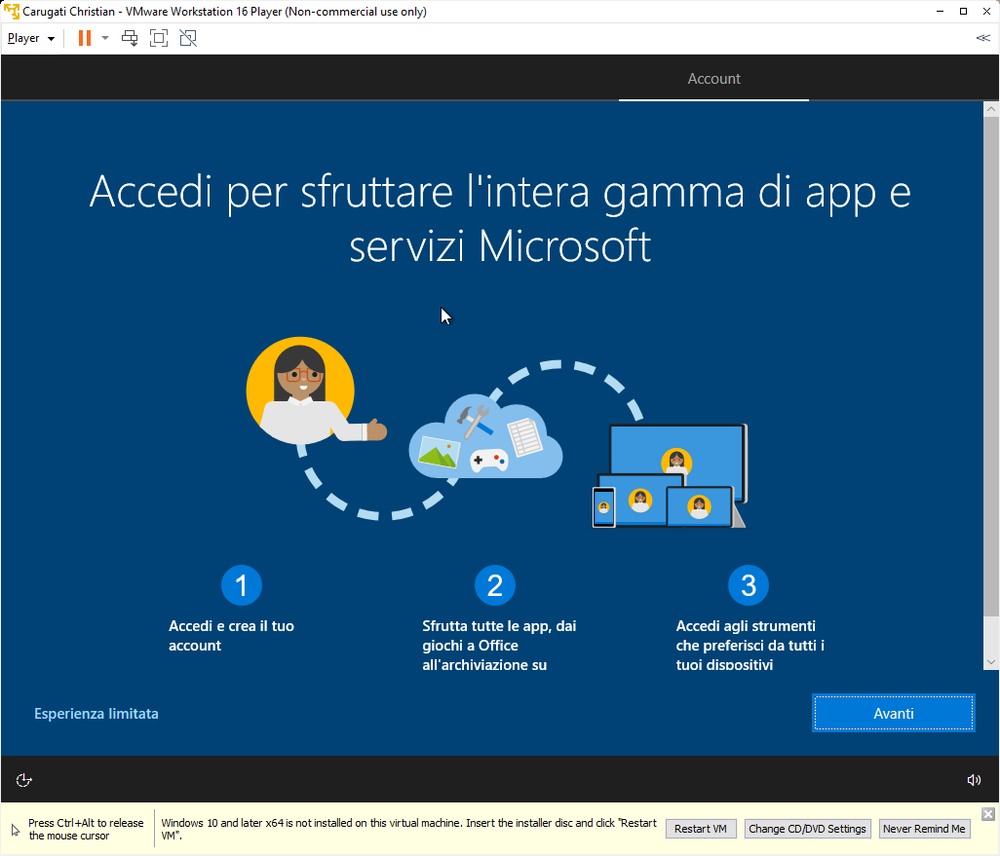 Carugati Christian - VMware Workstation 16 Player (Non-commercial use only)
Player
Account
Accedi per sfruttare l'intera gamma di app e
servizi Microsoft
1
2
3
Accedi e crea il tuo
account
Sfrutta tutte le app, dai
giochi a Office
all'archiviazione su
Accedi agli strumenti
che preferisci da tutti i
tuoi dispositivi
Esperienza limitata
Avanti
Press Ctrl+Alt to release
the mouse cursor
Windows 10 and later x64 is not installed on this virtual machine. Insert the installer disc and click "Restart
VM".
Restart VM
Change CD/DVD Settings
Never Remind Me